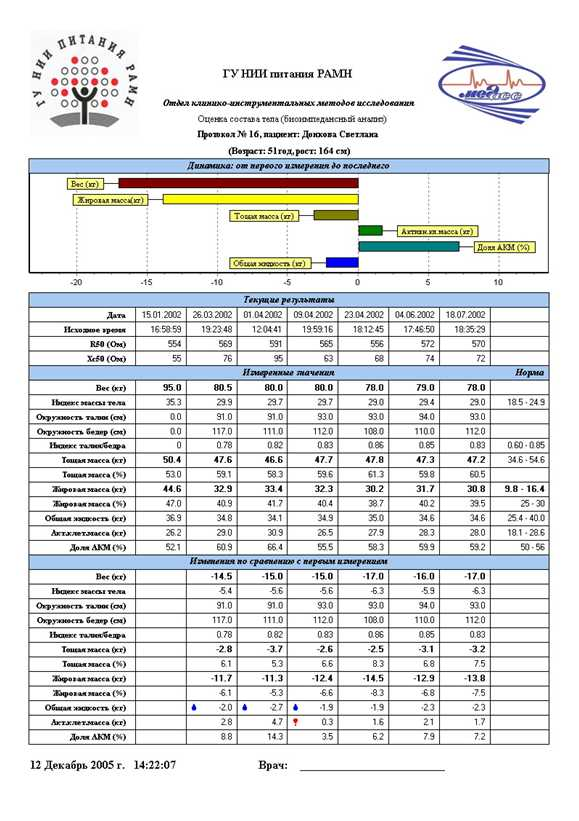 ГУ НИИ ПИТАНИЯ РАМН
медасс
ГУ НИИ питания РАМН
Отдел клинико-инструментальных методов исследования
Оценка состава тела (биоимпедансный анализ)
Протокол № 16, пациент: Донхова Светлана
(Возраст: 51год, рост: 164 см)
Динамика: от первого измерения до последнего
Вес (кг)
Жировая масса(кг)
Тощая масса (кг)
Активн.кл.масса (кг)
Доля АКМ (%)
Общая жидкость (кг)
-20 -15 -10 -5 0 5 10
Текущие результаты
Дата 15.01.2002 26.03.2002 01.04.2002 09.04.2002 23.04.2002 04.06.2002 18.07.2002
Исходное время 16:58:59 19:23:48 12:04:41 19:59:16 18:12:45 17:46:50 18:35:29
R50 (Ом) 554 569 591 565 556 572 570
Xc50 (Ом) 55 76 95 63 68 74 72
Измеренные значения Норма
Вес (кг) 95.0 80.5 80.0 80.0 78.0 79.0 78.0
Индекс массы тела 35.3 29.9 29.7 29.7 29.0 29.4 29.0 18.5 - 24.9
Окружность талии (см) 0.0 91.0 91.0 93.0 93.0 94.0 93.0
Окружность бедер (см) 0.0 117.0 111.0 112.0 108.0 110.0 112.0
Индекс талия/бедра 0 0.78 0.82 0.83 0.86 0.85 0.83 0.60 - 0.85
Тощая масса (кг) 50.4 47.6 46.6 47.7 47.8 47.3 47.2 34.6 - 54.6
Тощая масса (%) 53.0 59.1 58.3 59.6 61.3 59.8 60.5
Жировая масса (кг) 44.6 32.9 33.4 32.3 30.2 31.7 30.8 9.8 - 16.4
Жировая масса (%) 47.0 40.9 41.7 40.4 38.7 40.2 39.5 25 - 30
Общая жидкость (кг) 36.9 34.8 34.1 34.9 35.0 34.6 34.6 25.4 - 40.0
Акт.клет.масса (кг) 26.2 29.0 30.9 26.5 27.9 28.3 28.0 18.1 - 28.6
Доля АКМ (%) 52.1 60.9 66.4 55.5 58.3 59.9 59.2 50 - 56
Изменения по сравнению с первым измерением
Вес (кг) -14.5 -15.0 -15.0 -17.0 -16.0 -17.0
Индекс массы тела -5.4 -5.6 -5.6 -6.3 -5.9 -6.3
Окружность талии (см) 91.0 91.0 93.0 93.0 94.0 93.0
Окружность бедер (см) 117.0 111.0 112.0 108.0 110.0 112.0
Индекс талия/бедра 0.78 0.82 0.83 0.86 0.85 0.83
Тощая масса (кг) -2.8 -3.7 -2.6 -2.5 -3.1 -3.2
Тощая масса (%) 6.1 5.3 6.6 8.3 6.8 7.5
Жировая масса (кг) -11.7 -11.3 -12.4 -14.5 -12.9 -13.8
Жировая масса (%) -6.1 -5.3 -6.6 -8.3 -6.8 -7.5
Общая жидкость (кг) -2.0 -2.7 -1.9 -1.9 -2.3 -2.3
Акт.клет.масса (кг) 2.8 4.7 0.3 1.6 2.1 1.7
Доля АКМ (%) 8.8 14.3 3.5 6.2 7.9 7.2
12 Декабрь 2005 г. 14:22:07 Врач: